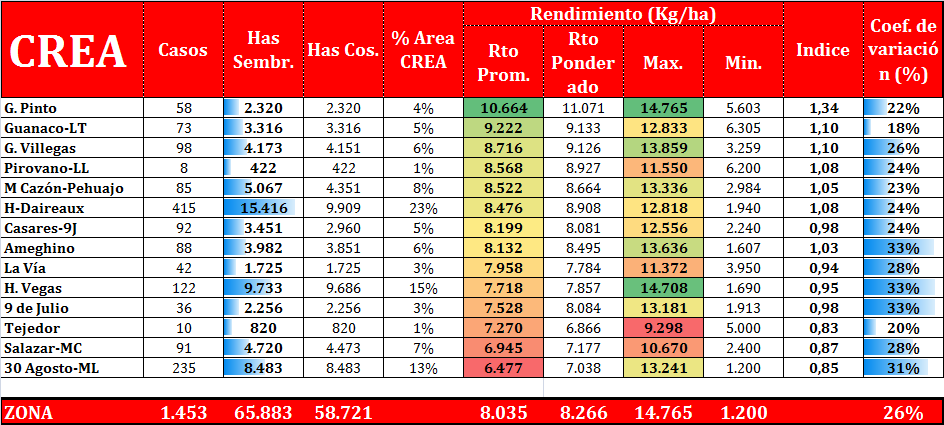 CREA Casos Has Sembr. Has Cos. % Area CREA Rendimiento (Kg/ha) Rto Prom. Rto Ponder ado Max. Min. Indice Coef. de variació n (%)
G. Pinto 58 2.320 2.320 4% 10.664 11.071 14.765 5.603 1,34 22%
Guanaco-LT 73 3.316 3.316 5% 9.222 9.133 12.833 6.305 1,10 18%
G. Villegas 98 4.173 4.151 6% 8.716 9.126 13.859 3.259 1,10 26%
Pirovano-LL 8 422 422 1% 8.568 8.927 11.550 6.200 1,08 24%
M Cazón-Pehuajo 85 5.067 4.351 8% 8.522 8.664 13.336 2.984 1,05 23%
H-Daireaux 415 15.416 9.909 23% 8.476 8.908 12.818 1.940 1,08 24%
Casares-9J 92 3.451 2.960 5% 8.199 8.081 12.556 2.240 0,98 24%
Ameghino 88 3.982 3.851 6% 8.132 8.495 13.636 1.607 1,03 33%
La Vía 42 1.725 1.725 3% 7.958 7.784 11.372 3.950 0,94 28%
H. Vegas 122 9.733 9.686 15% 7.718 7.857 14.708 1.690 0,95 33%
9 de Julio 36 2.256 2.256 3% 7.528 8.084 13.181 1.913 0,98 33%
Tejedor 10 820 820 1% 7.270 6.866 9.298 5.000 0,83 20%
Salazar-MC 91 4.720 4.473 7% 6.945 7.177 10.670 2.400 0,87 28%
30 Agosto-ML 235 8.483 8.483 13% 6.477 7.038 13.241 1.200 0,85 31%
ZONA 1.453 65.883 58.721 8.035 8.266 14.765 1.200 26%